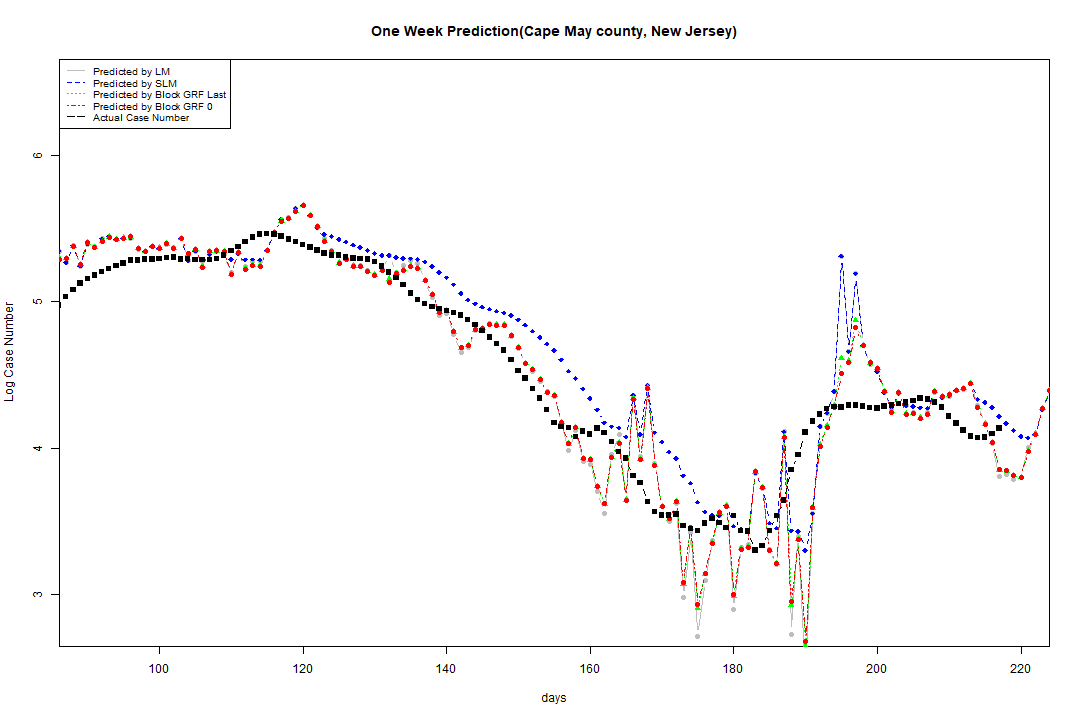 One Week Prediction(Cape May county, New Jersey)
Predicted by LM
Predicted by SLM
Predicted by Block GRF Last
Predicted by Block GRF 0
Actual Case Number
6
5
4
3
Log Case Number
100 120 140 160 180 200 220
days